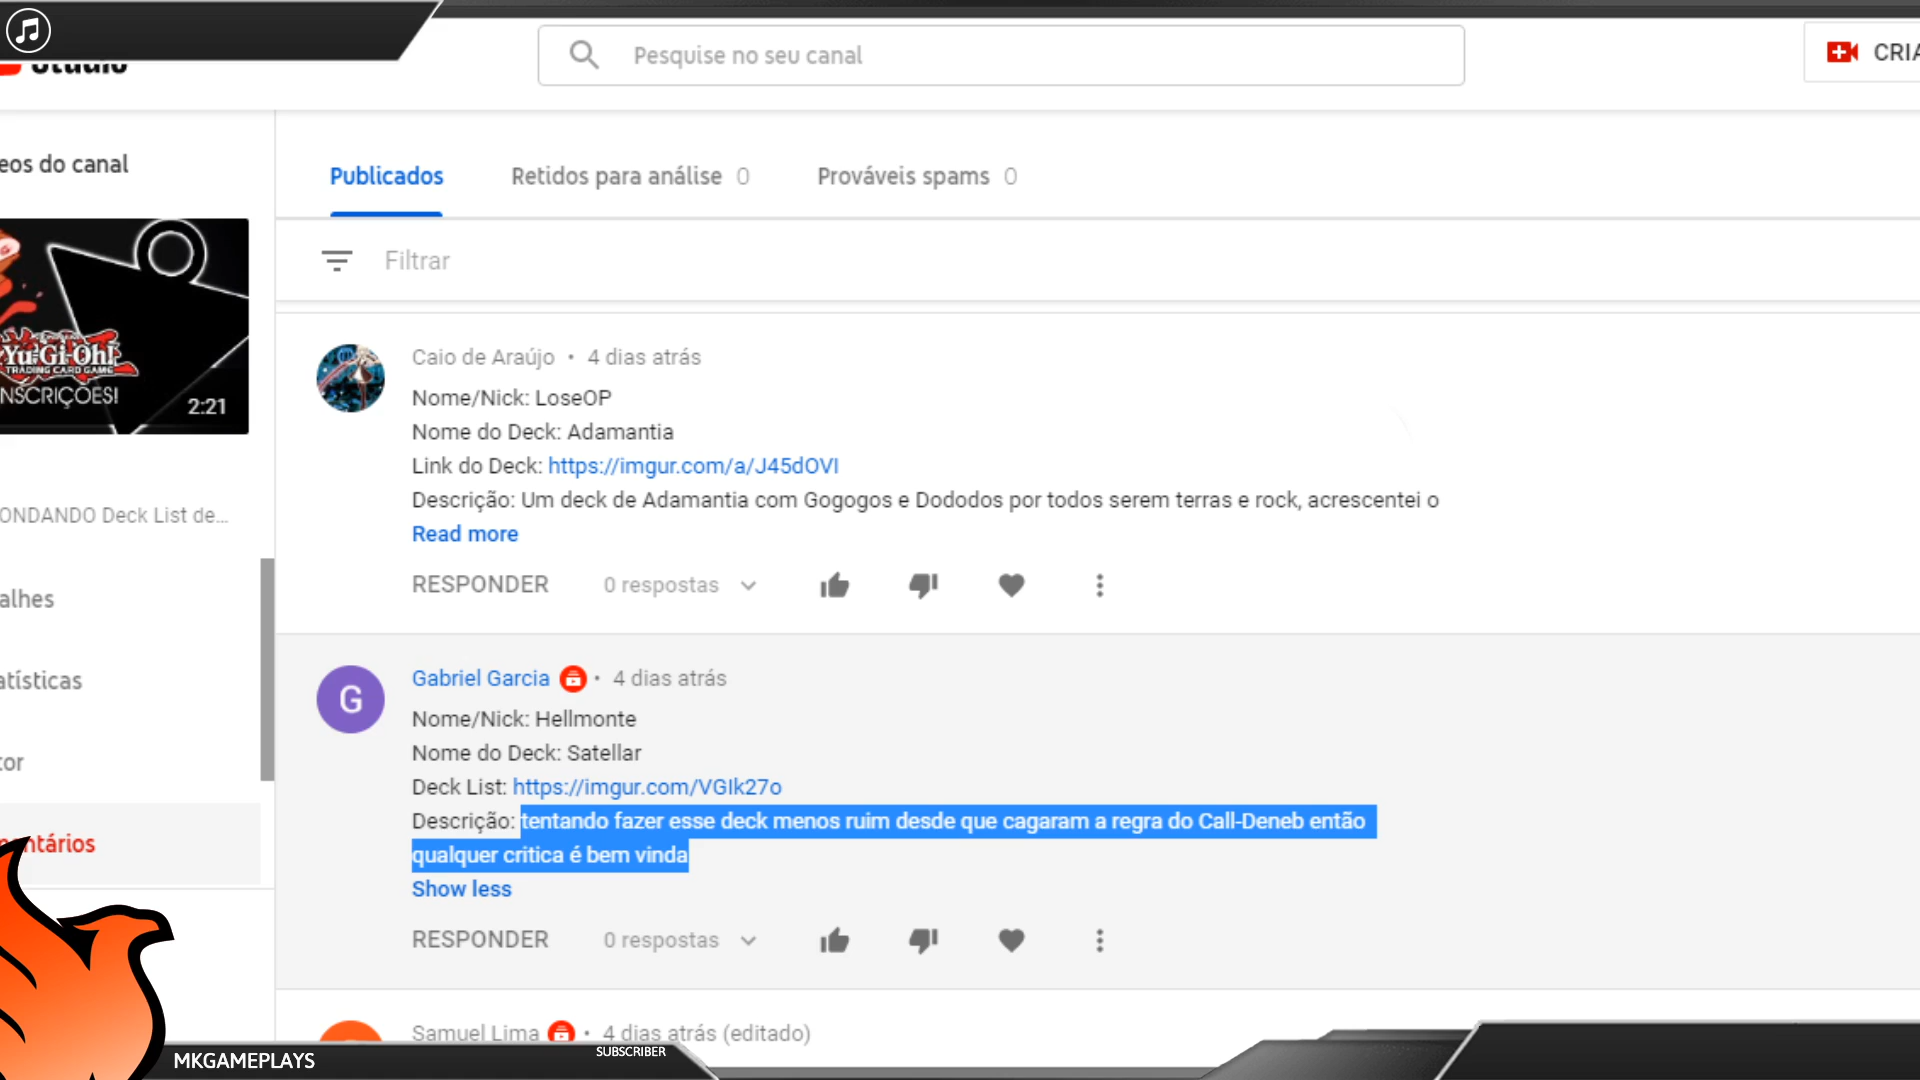 Studio
Pesquise no seu canal
CRIA
eos do canal
Publicados
Retidos para análise 0
Prováveis spams 0
Filtrar
Yu-Gi-Oh!
TRADING CARD GAME
NSCRIÇOES!
2:21
ONDANDO Deck List de...
alhes
atísticas
tor
entários
Caio de Araújo • 4 dias atrás
Nome/Nick: LoseOP
Nome do Deck: Adamantia
Link do Deck: https://imgur.com/a/J45dOVI
Descrição: Um deck de Adamantia com Gogogos e Dododos por todos serem terras e rock, acrescentei o
Read more
RESPONDER 0 respostas
G
Gabriel Garcia • 4 dias atrás
Nome/Nick: Hellmonte
Nome do Deck: Satellar
Deck List: https://imgur.com/VGIk27o
Descrição: tentando fazer esse deck menos ruim desde que cagaram a regra do Call-Deneb então
qualquer critica é bem vinda
Show less
RESPONDER 0 respostas
Samuel Lima • 4 dias atrás (editado)
MKGAMEPLAYS
SUBSCRIBER